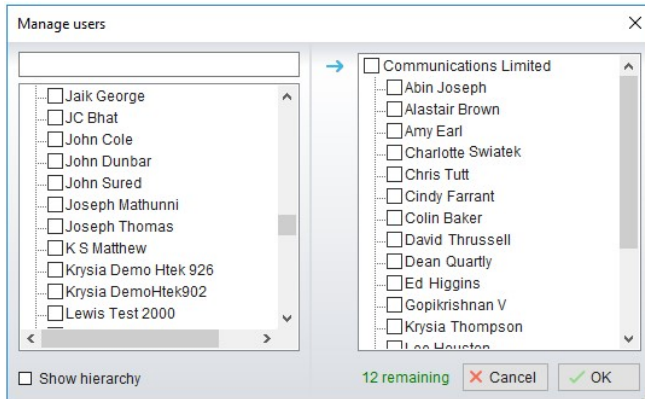 Manage users
Jaik George
JC Bhat
John Cole
John Dunbar
John Sured
Joseph Mathunni
Joseph Thomas
K S Matthew
Krysia Demo Htek 926
Krysia DemoHtek902
Lewis Test 2000
Show hierarchy
Communications Limited
Abin Joseph
Alastair Brown
Amy Earl
Charlotte Swiatek
Chris Tutt
Cindy Farrant
Colin Baker
David Thrussell
Dean Quartly
Ed Higgins
Gopikrishnan V
Krysia Thompson
Lee Houston
12 remaining
Cancel
OK